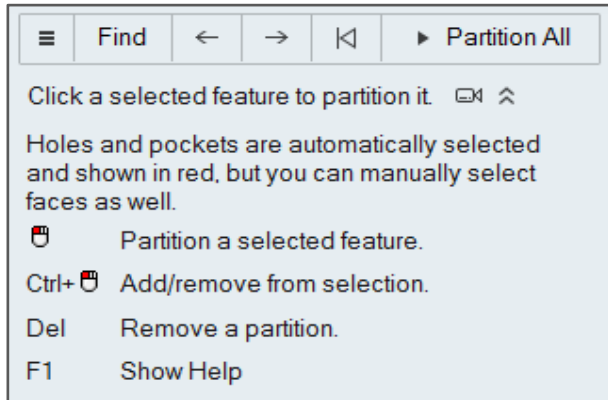 Find Partition All
Click a selected feature to partition it.
Holes and pockets are automatically selected
and shown in red, but you can manually select
faces as well.
Partition a selected feature.
Ctrl+ Add/remove from selection.
Del Remove a partition.
F1 Show Help